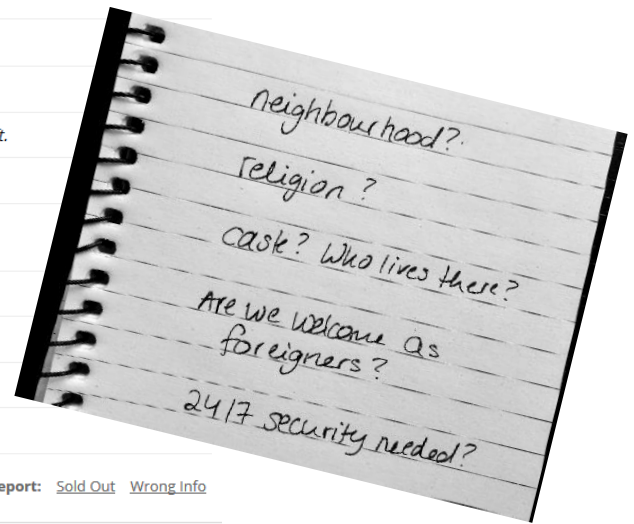 t.
neighbourhood?
religion?
caste? Who lives there?
Are we welcome as
foreigners?
24/7 security needed?
eport: Sold Out Wrong Info